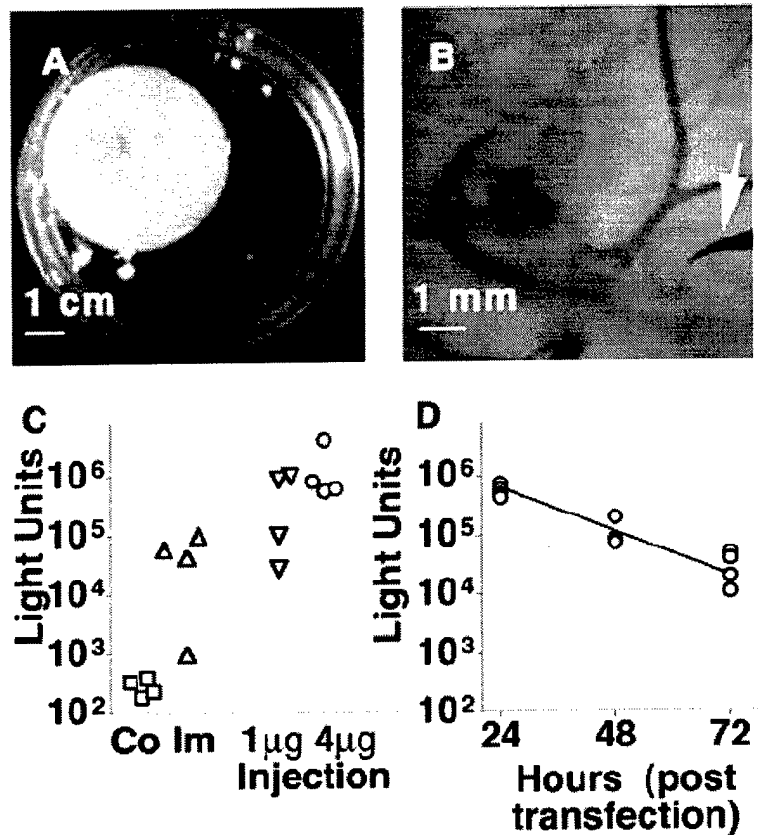 A
1 cm
B
1 mm
C
Light Units
10⁶
10⁵
10⁴
10³
10²
Co Im 1μg 4μg
Injection
D
Light Units
10⁶
10⁵
10⁴
10³
10²
24 48 72
Hours (post
transfection)